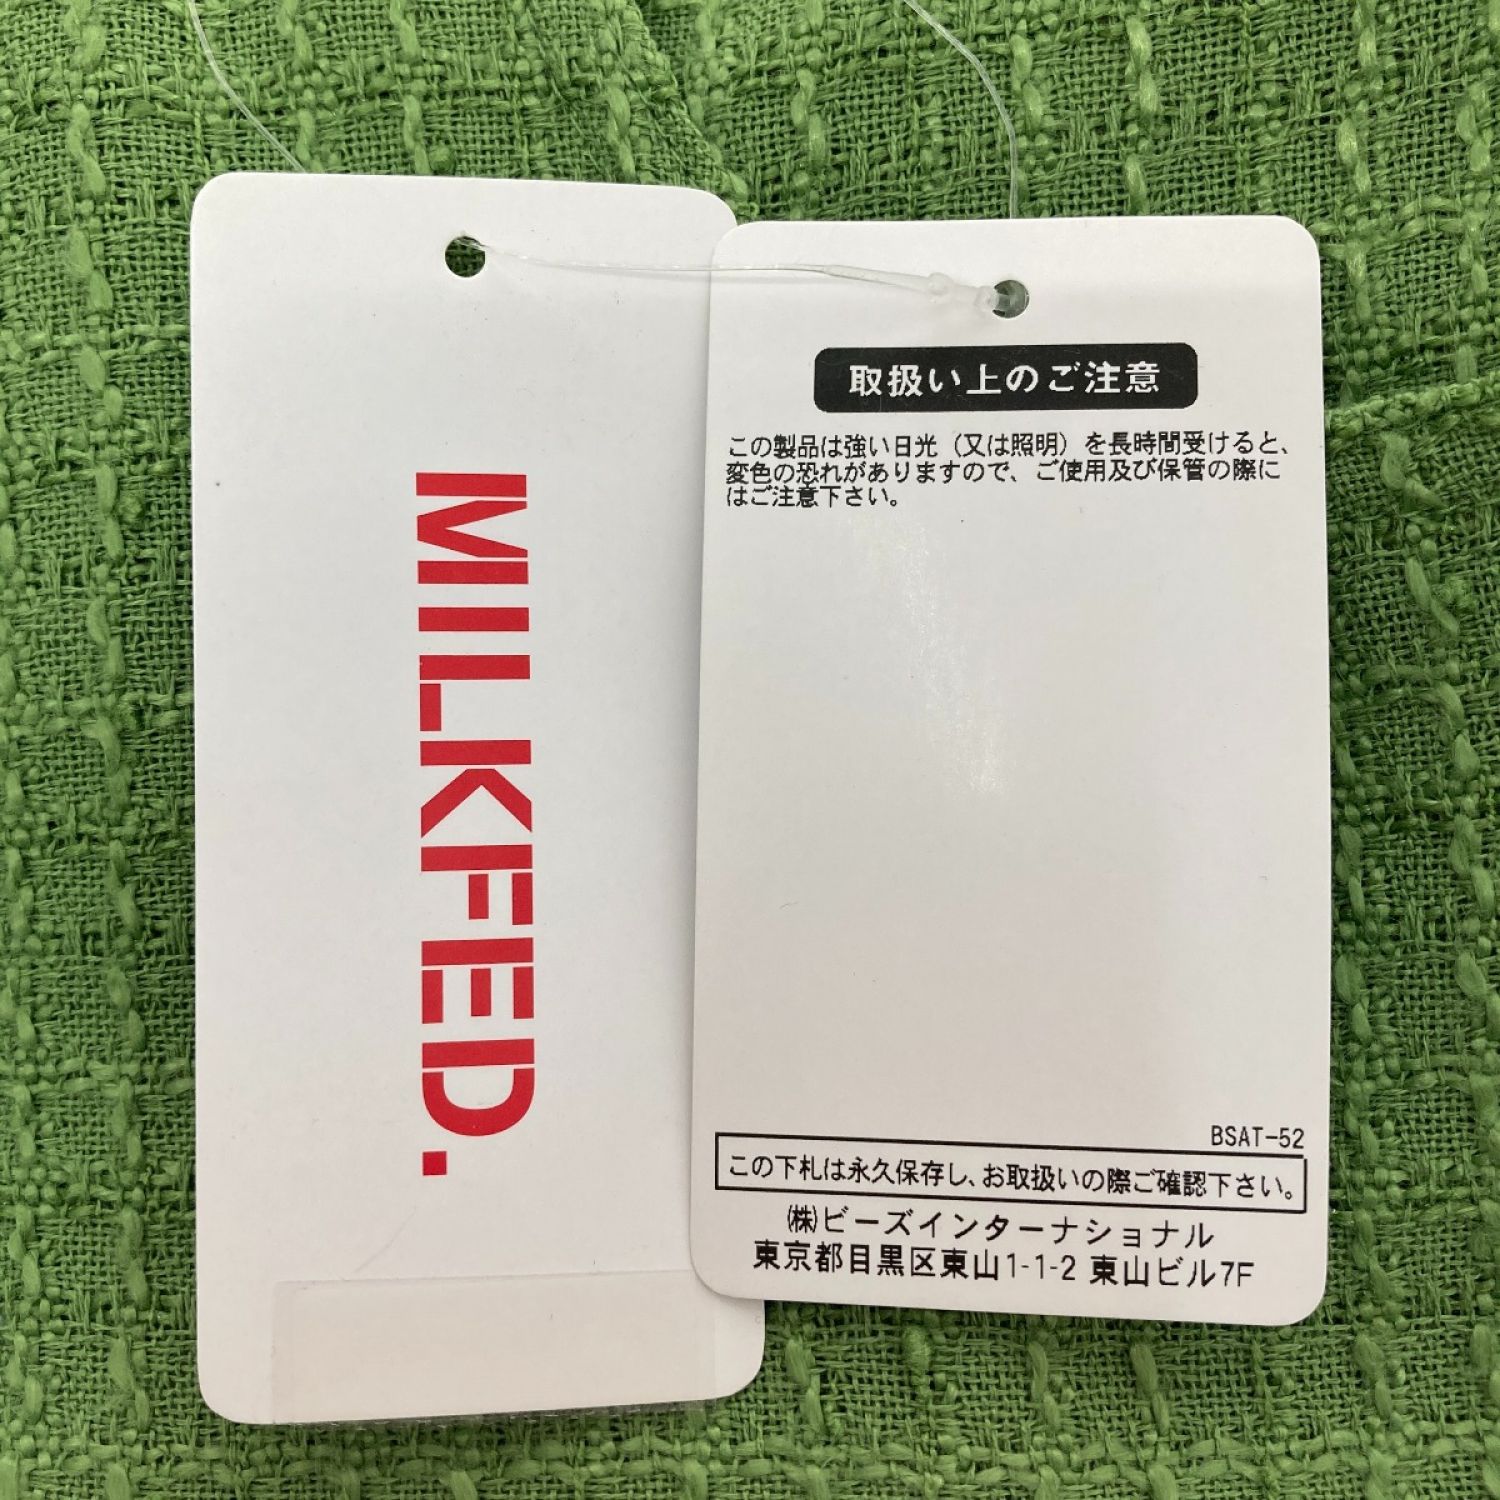 MILKFED.
取扱い上のご注意
この製品は強い日光（又は照明）を長時間受けると、
変色の恐れがありますので、ご使用及び保管の際に
はご注意下さい。
BSAT-52
この下札は永久保存し、お取扱いの際ご確認下さい。
㈱ビーズインターナショナル
東京都目黒区東山1-1-2 東山ビル7F